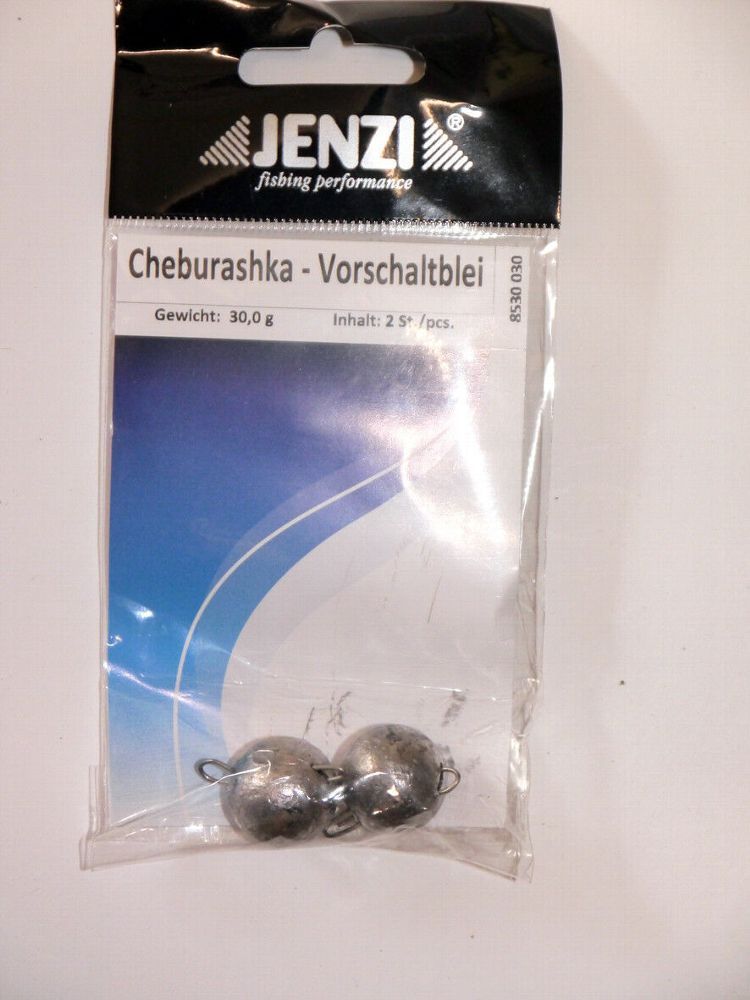 JENZI®
fishing performance
Cheburashka - Vorschaltblei
Gewicht: 30,0 g
Inhalt: 2 St./pcs.
8530 030